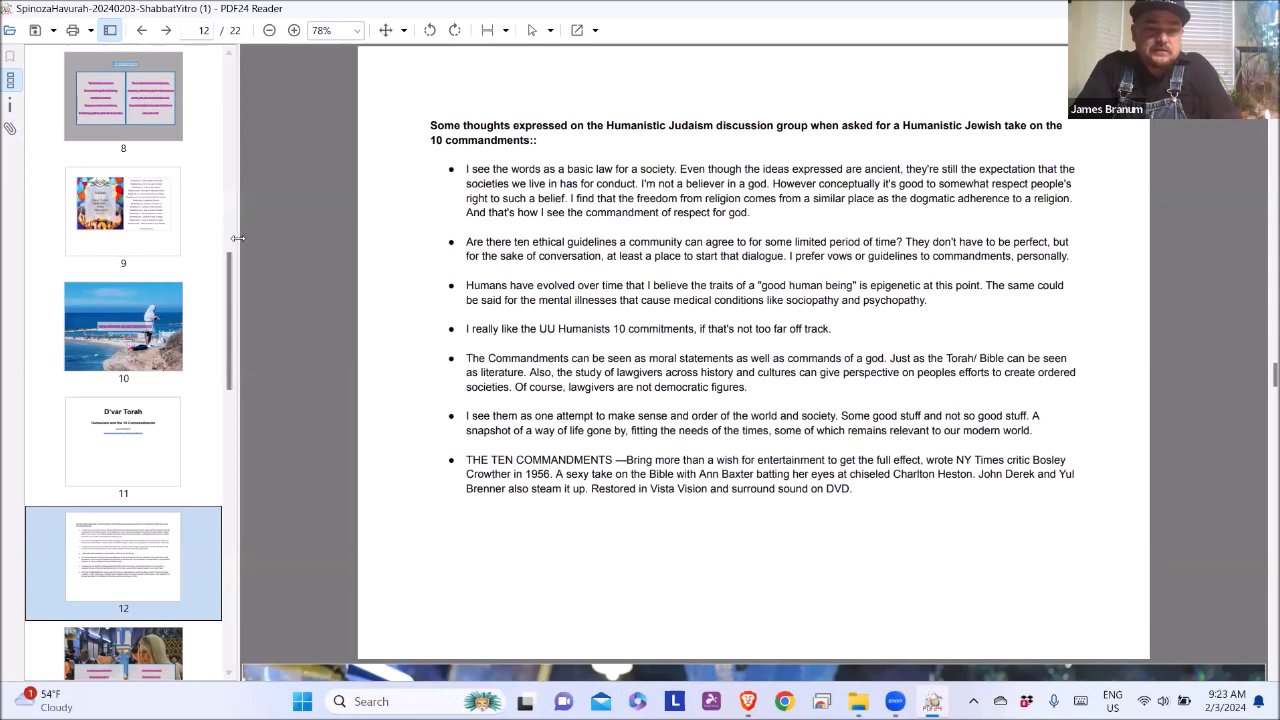 SpinozaHavurah-20240203-ShabbatYitro (1) - PDF24 Reader
12 / 22
78%
James Branum
8
9
10
D'var Torah
Humanism and the 10 Commandments
11
12
Some thoughts expressed on the Humanistic Judaism discussion group when asked for a Humanistic Jewish take on the
10 commandments::
● I see the words as a basic law for a society. Even though the ideas expressed are ancient, they're still the expectation that the
societies we live in has for conduct. I'm not a believer in a god. However conceptually it's good to somewhat respect people's
right to such a belief. I find that the freedom from religion comes from a similar place as the dogmatic adherence to a religion.
And that's how I see a commandment of respect for god.
● Are there ten ethical guidelines a community can agree to for some limited period of time? They don't have to be perfect, but
for the sake of conversation, at least a place to start that dialogue. I prefer vows or guidelines to commandments, personally.
● Humans have evolved over time that I believe the traits of a "good human being" is epigenetic at this point. The same could
be said for the mental illnesses that cause medical conditions like sociopathy and psychopathy.
● I really like the UU Humanists 10 commitments, if that's not too far off track.
● The Commandments can be seen as moral statements as well as commands of a god. Just as the Torah/ Bible can be seen
as literature. Also, the study of lawgivers across history and cultures can give perspective on peoples efforts to create ordered
societies. Of course, lawgivers are not democratic figures.
● I see them as one attempt to make sense and order of the world and society. Some good stuff and not so good stuff. A
snapshot of a way of life gone by, fitting the needs of the times, some of which remains relevant to our modern world.
● THE TEN COMMANDMENTS —Bring more than a wish for entertainment to get the full effect, wrote NY Times critic Bosley
Crowther in 1956. A sexy take on the Bible with Ann Baxter batting her eyes at chiseled Charlton Heston. John Derek and Yul
Brenner also steam it up. Restored in Vista Vision and surround sound on DVD.
1
54°F
Cloudy
Search
L
zoom
PDF24
ENG
US
9:23 AM
2/3/2024